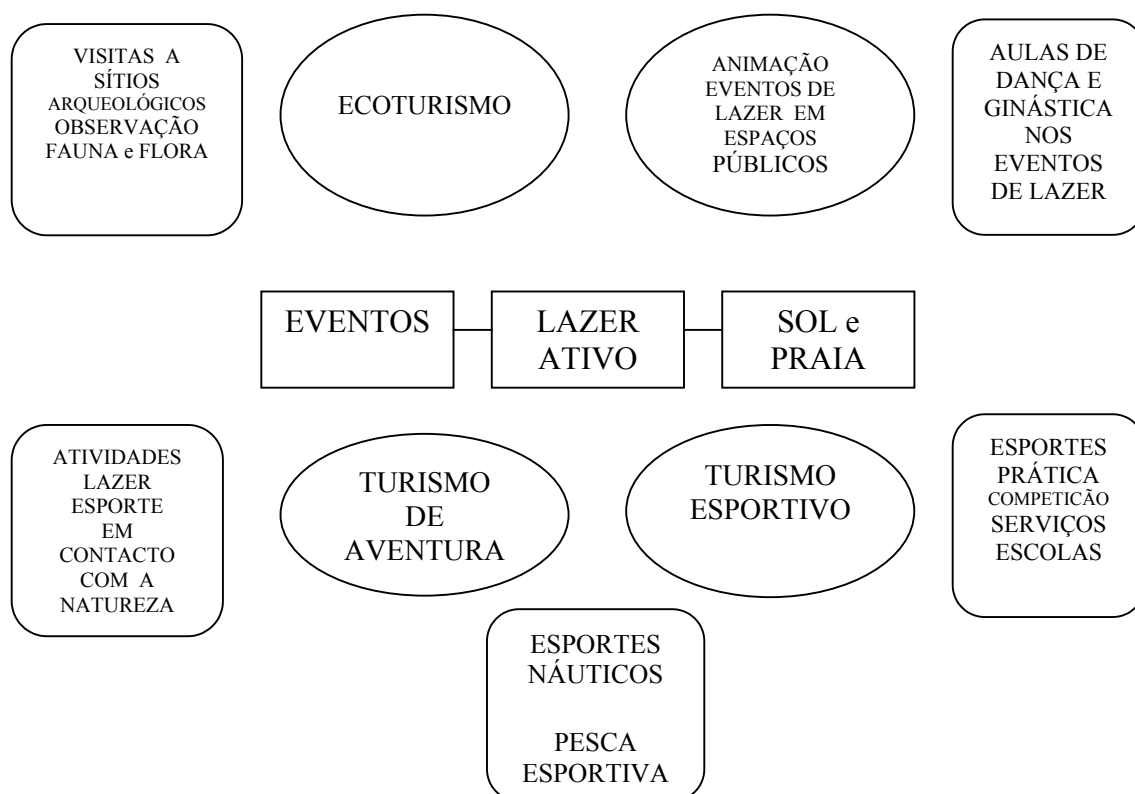 VISITAS A
SÍTIOS
ARQUEOLÓGICOS
OBSERVAÇÃO
FAUNA e FLORA
ECOTURISMO
ANIMAÇÃO
EVENTOS DE
LAZER EM
ESPAÇOS
PÚBLICOS
AULAS DE
DANÇA E
GINÁSTICA
NOS
EVENTOS
DE LAZER
EVENTOS
LAZER
ATIVO
SOL e
PRAIA
ATIVIDADES
LAZER
ESPORTE
EM
CONTACTO
COM A
NATUREZA
TURISMO
DE
AVENTURA
TURISMO
ESPORTIVO
ESPORTES
PRÁTICA
COMPETICÃO
SERVIÇOS
ESCOLAS
ESPORTES
NÁUTICOS
PESCA
ESPORTIVA